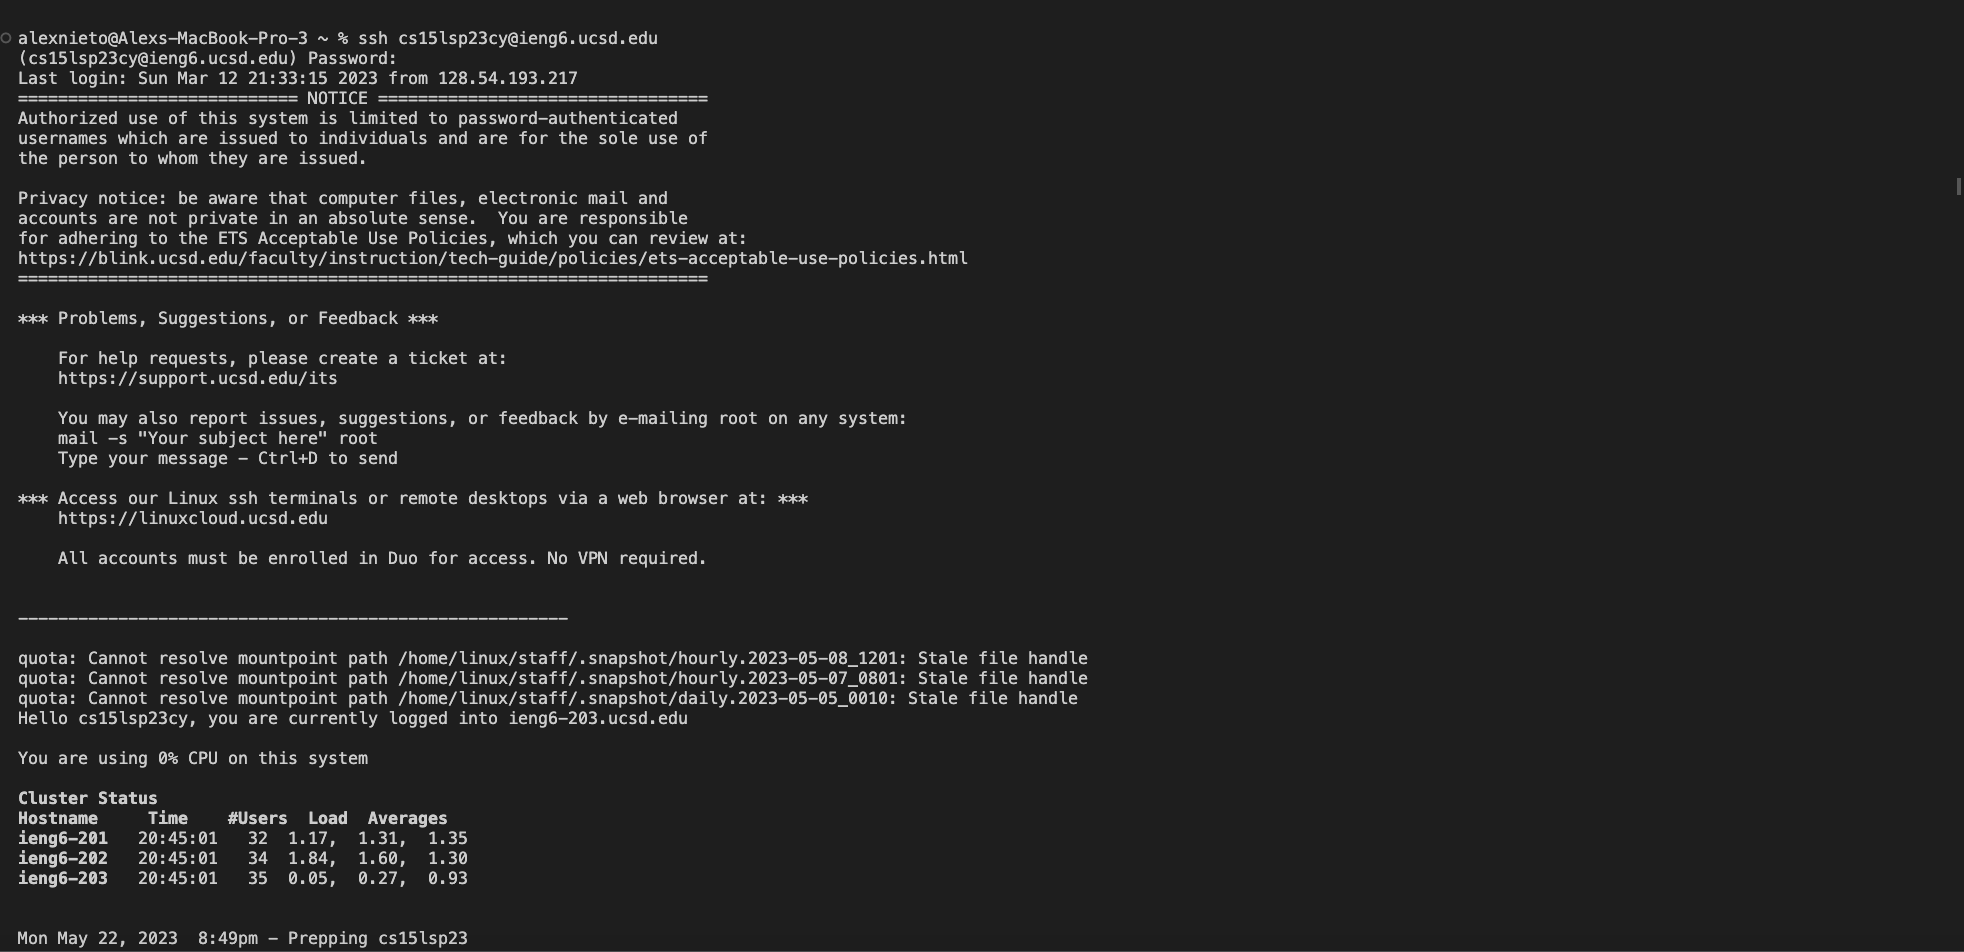 alexnieto@Alexs-MacBook-Pro-3 ~ % ssh cs15lsp23cy@ieng6.ucsd.edu
(cs15lsp23cy@ieng6.ucsd.edu) Password:
Last login: Sun Mar 12 21:33:15 2023 from 128.54.193.217
============================ NOTICE =================================
Authorized use of this system is limited to password-authenticated
usernames which are issued to individuals and are for the sole use of
the person to whom they are issued.

Privacy notice: be aware that computer files, electronic mail and
accounts are not private in an absolute sense.  You are responsible
for adhering to the ETS Acceptable Use Policies, which you can review at:
https://blink.ucsd.edu/faculty/instruction/tech-guide/policies/ets-acceptable-use-policies.html
=====================================================================

*** Problems, Suggestions, or Feedback ***

    For help requests, please create a ticket at:
    https://support.ucsd.edu/its

    You may also report issues, suggestions, or feedback by e-mailing root on any system:
    mail -s "Your subject here" root
    Type your message - Ctrl+D to send

*** Access our Linux ssh terminals or remote desktops via a web browser at: ***
    https://linuxcloud.ucsd.edu

    All accounts must be enrolled in Duo for access. No VPN required.


-------------------------------------------------------

quota: Cannot resolve mountpoint path /home/linux/staff/.snapshot/hourly.2023-05-08_1201: Stale file handle
quota: Cannot resolve mountpoint path /home/linux/staff/.snapshot/hourly.2023-05-07_0801: Stale file handle
quota: Cannot resolve mountpoint path /home/linux/staff/.snapshot/daily.2023-05-05_0010: Stale file handle
Hello cs15lsp23cy, you are currently logged into ieng6-203.ucsd.edu

You are using 0% CPU on this system

Cluster Status
Hostname     Time    #Users  Load  Averages
ieng6-201   20:45:01   32  1.17,  1.31,  1.35
ieng6-202   20:45:01   34  1.84,  1.60,  1.30
ieng6-203   20:45:01   35  0.05,  0.27,  0.93


Mon May 22, 2023  8:49pm - Prepping cs15lsp23